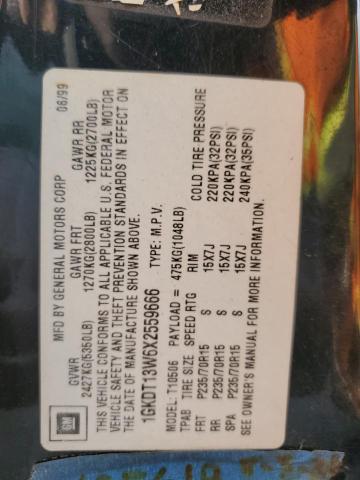 MFD BY GENERAL MOTORS CORP 08/99
GVWR GAWR FRT GAWR RR
2427KG(5350LB) 1270KG(2800LB) 1225KG(2700LB)
THIS VEHICLE CONFORMS TO ALL APPLICABLE U.S. FEDERAL MOTOR
VEHICLE SAFETY AND THEFT PREVENTION STANDARDS IN EFFECT ON
THE DATE OF MANUFACTURE SHOWN ABOVE.
1GKDT13W6X2559666 TYPE: M.P.V.
MODEL: T10506 PAYLOAD = 475KG(1048LB)
TPAB TIRE SIZE SPEED RTG RIM COLD TIRE PRESSURE
FRT P235/70R15 S 15X7J 220KPA(32PSI)
RR P235/70R15 S 15X7J 220KPA(32PSI)
SPA P235/70R15 S 15X7J 240KPA(35PSI)
SEE OWNER'S MANUAL FOR MORE INFORMATION.
GM